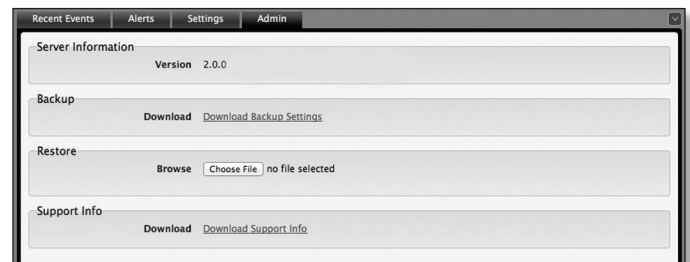 Recent Events Alerts Settings Admin
Server Information
Version 2.0.0
Backup
Download Download Backup Settings
Restore
Browse Choose File no file selected
Support Info
Download Download Support Info